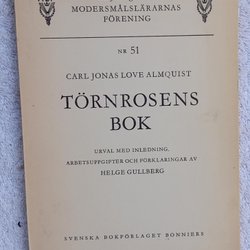 MODERSMÅLSLÄRARNAS
FÖRENING
NR 51
CARL JONAS LOVE ALMQUIST
TÖRNROSENS
BOK
URVAL MED INLEDNING,
ARBETSUPPGIFTER OCH FÖRKLARINGAR AV
HELGE GULLBERG
SVENSKA BOKFÖRLAGET BONNIERS